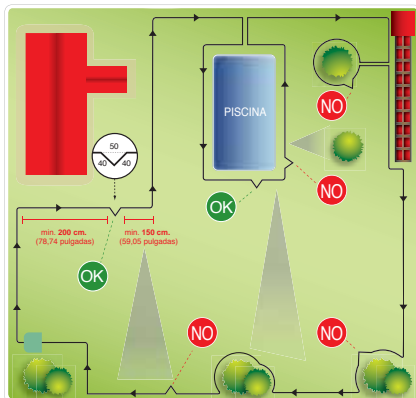 PISCINA
NO
50
40 40
NO
OK
min. 200 cm.
(78,74 pulgadas)
min. 150 cm.
(59,05 pulgadas)
OK
NO
NO